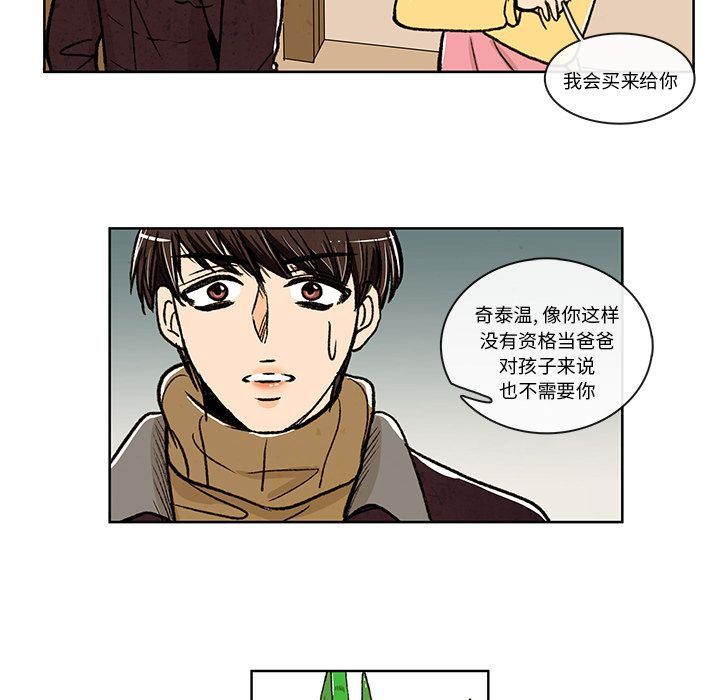 我会买来给你
奇泰温, 像你这样
没有资格当爸爸
对孩子来说
也不需要你